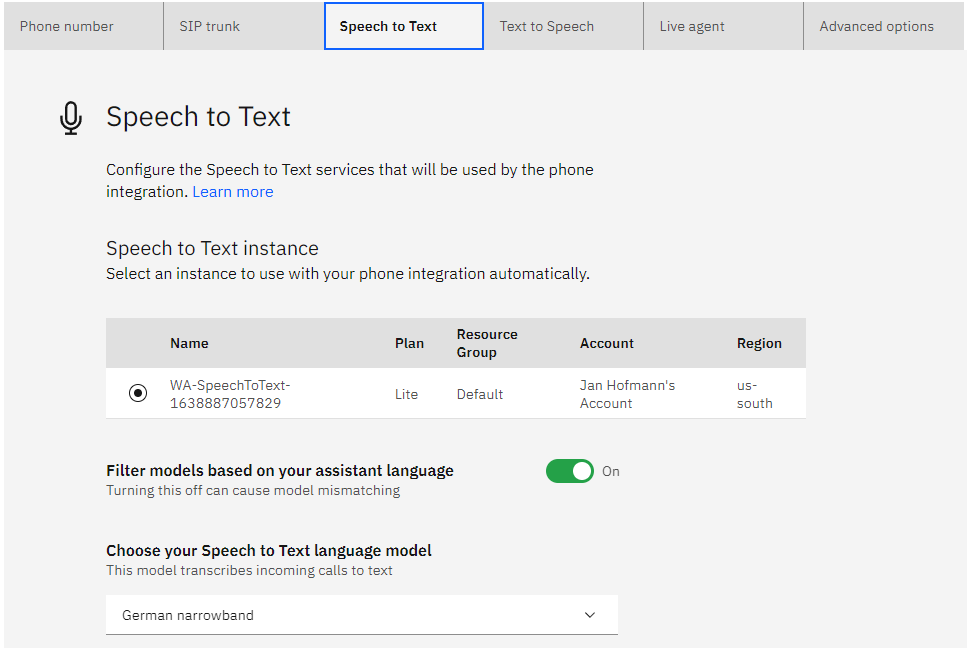 Phone number
SIP trunk
Speech to Text
Text to Speech
Live agent
Advanced options
Speech to Text
Configure the Speech to Text services that will be used by the phone
integration. Learn more
Speech to Text instance
Select an instance to use with your phone integration automatically.
Name
Plan
Resource
Group
Account
Region
WA-SpeechToText-
1638887057829
Lite
Default
Jan Hofmann's
Account
us-
south
Filter models based on your assistant language
On
Turning this off can cause model mismatching
Choose your Speech to Text language model
This model transcribes incoming calls to text
German narrowband